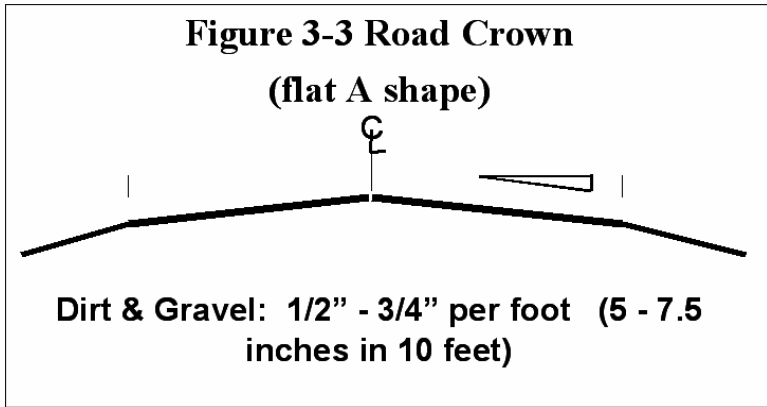 Figure 3-3 Road Crown
(flat A shape)
℄
Dirt & Gravel: 1/2” - 3/4” per foot (5 - 7.5
inches in 10 feet)